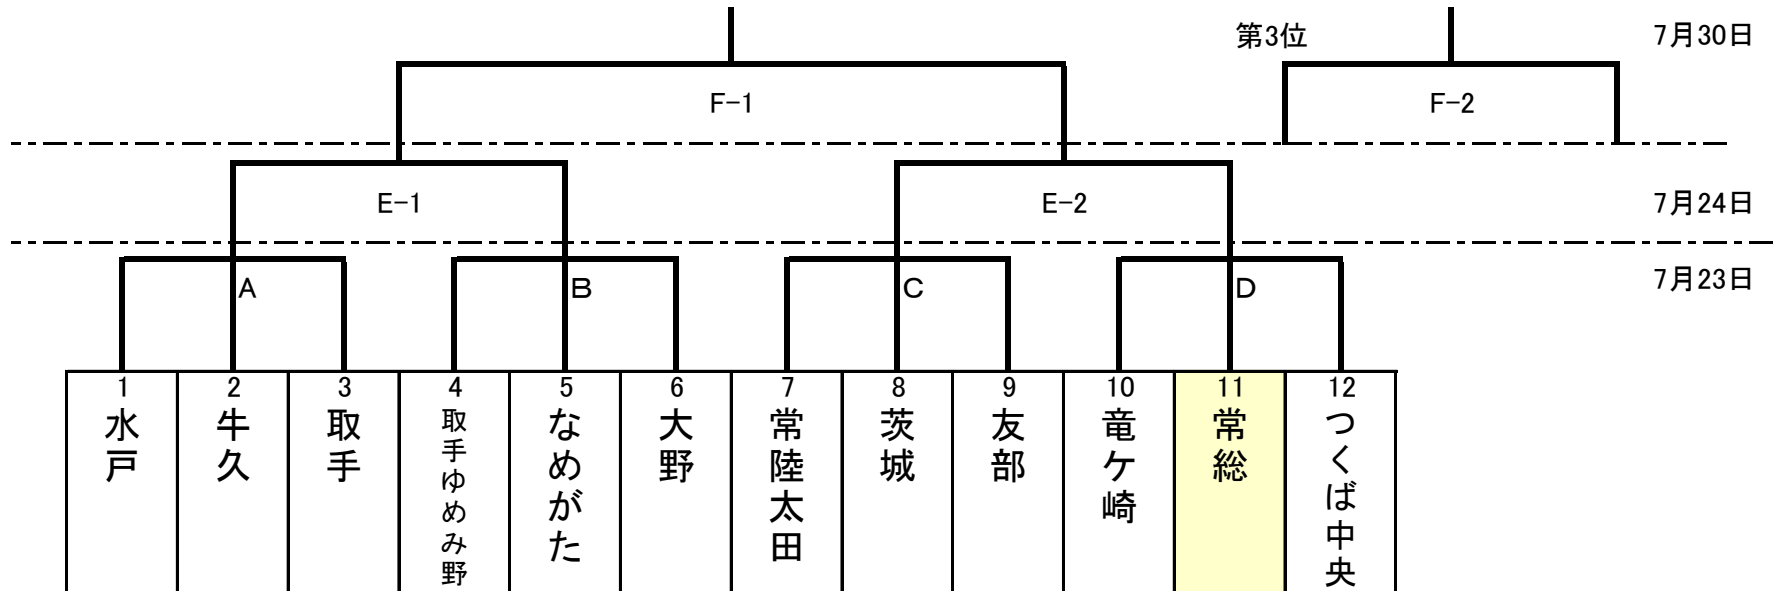 第3位
7月30日
F-1
F-2
E-1
E-2
7月24日
A
B
C
D
7月23日
1
2
3
4
5
6
7
8
9
10
11
12
水戸
牛久
取手
取手ゆめみ野
なめがた
大野
常陸太田
茨城
友部
竜ケ崎
常総
つくば中央